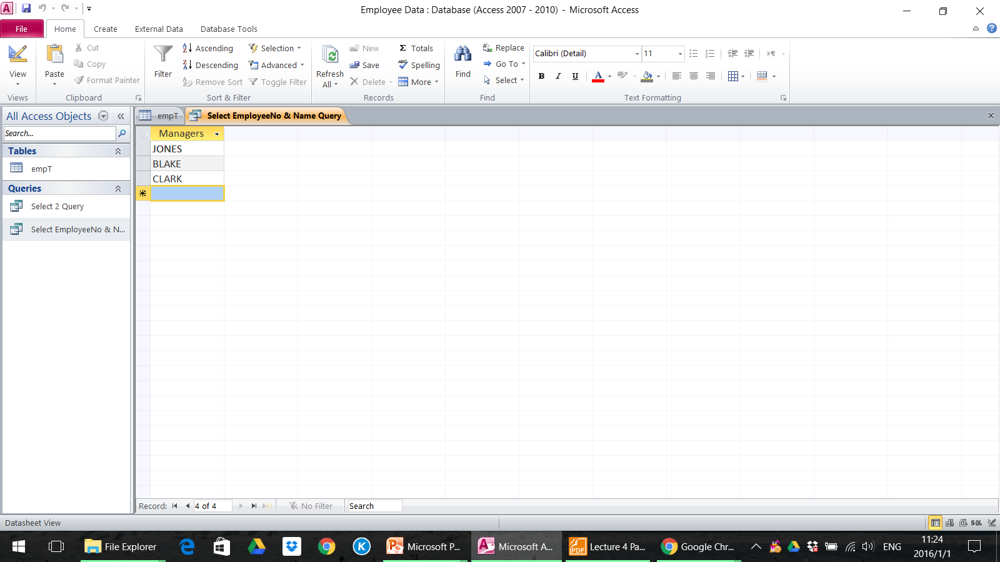 Employee Data : Database (Access 2007 - 2010) - Microsoft Access
File Home Create External Data Database Tools
View
Views
Paste
Cut
Copy
Format Painter
Clipboard
Filter
Ascending
Descending
Remove Sort
Selection
Advanced
Toggle Filter
Sort & Filter
Refresh
All
New
Save
Delete
Totals
Spelling
More
Records
Find
Replace
Go To
Select
Find
Calibri (Detail) 11
B I U A
Text Formatting
All Access Objects
Search...
Tables
empT
Queries
Select 2 Query
Select EmployeeNo & N...
empT Select EmployeeNo & Name Query
Managers
JONES
BLAKE
CLARK
Record: 4 of 4 No Filter Search
Datasheet View SQL
File Explorer Microsoft P... Microsoft A... PDF Lecture 4 Pa... Google Chr... ENG
11:24
2016/1/1